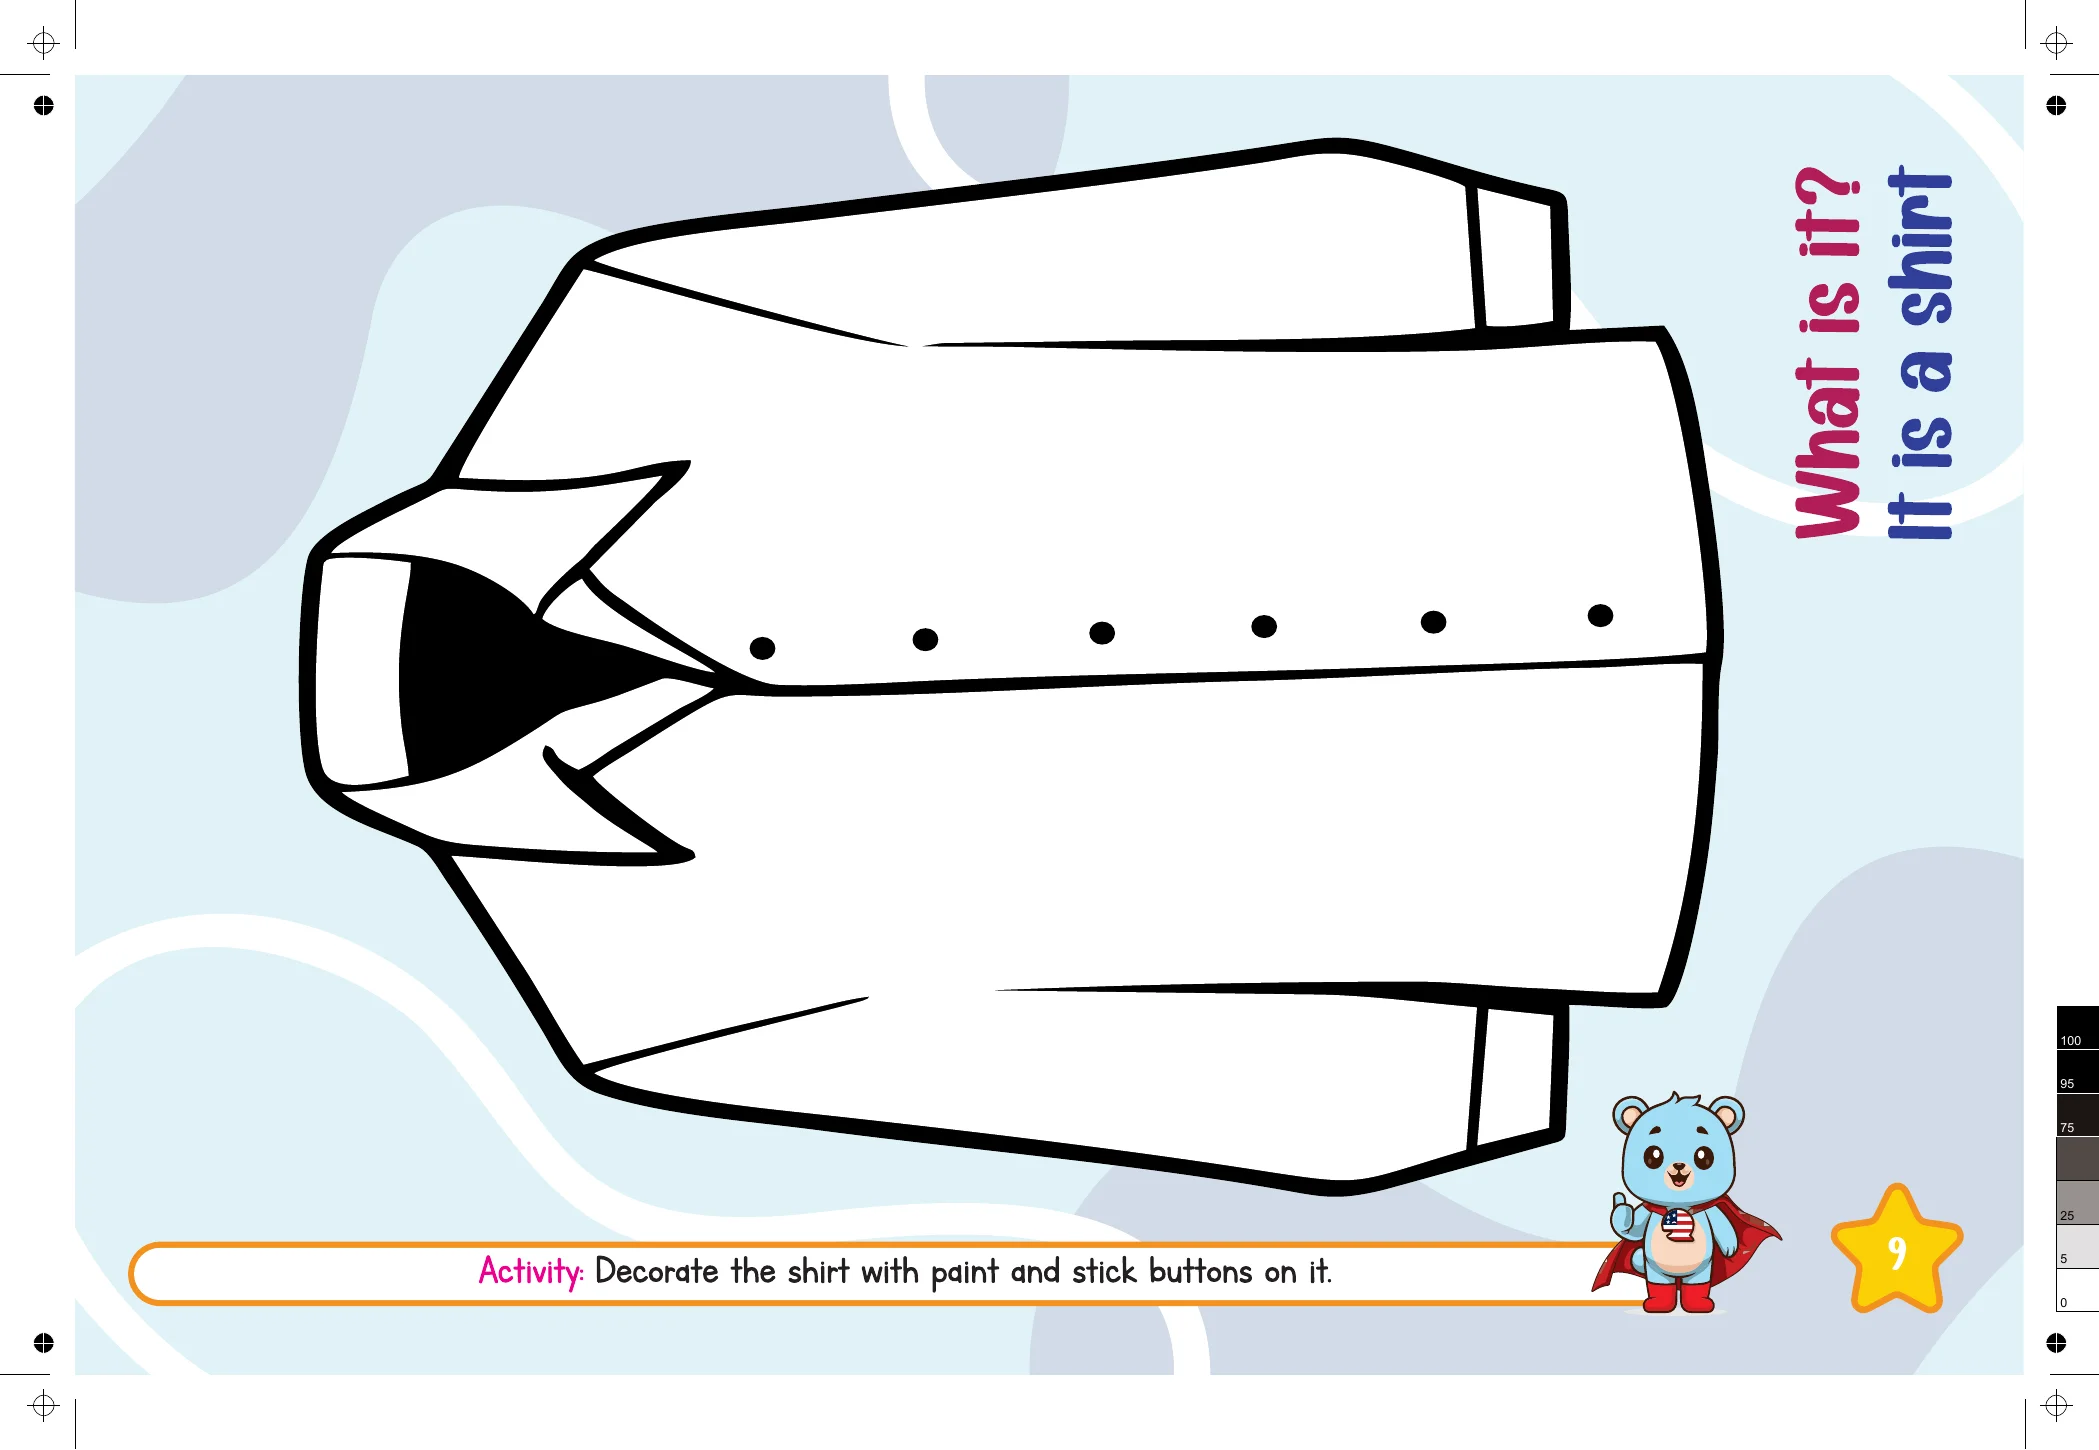 What is it?
It is a shirt
Activity: Decorate the shirt with paint and stick buttons on it.
9
100
95
75
25
5
0